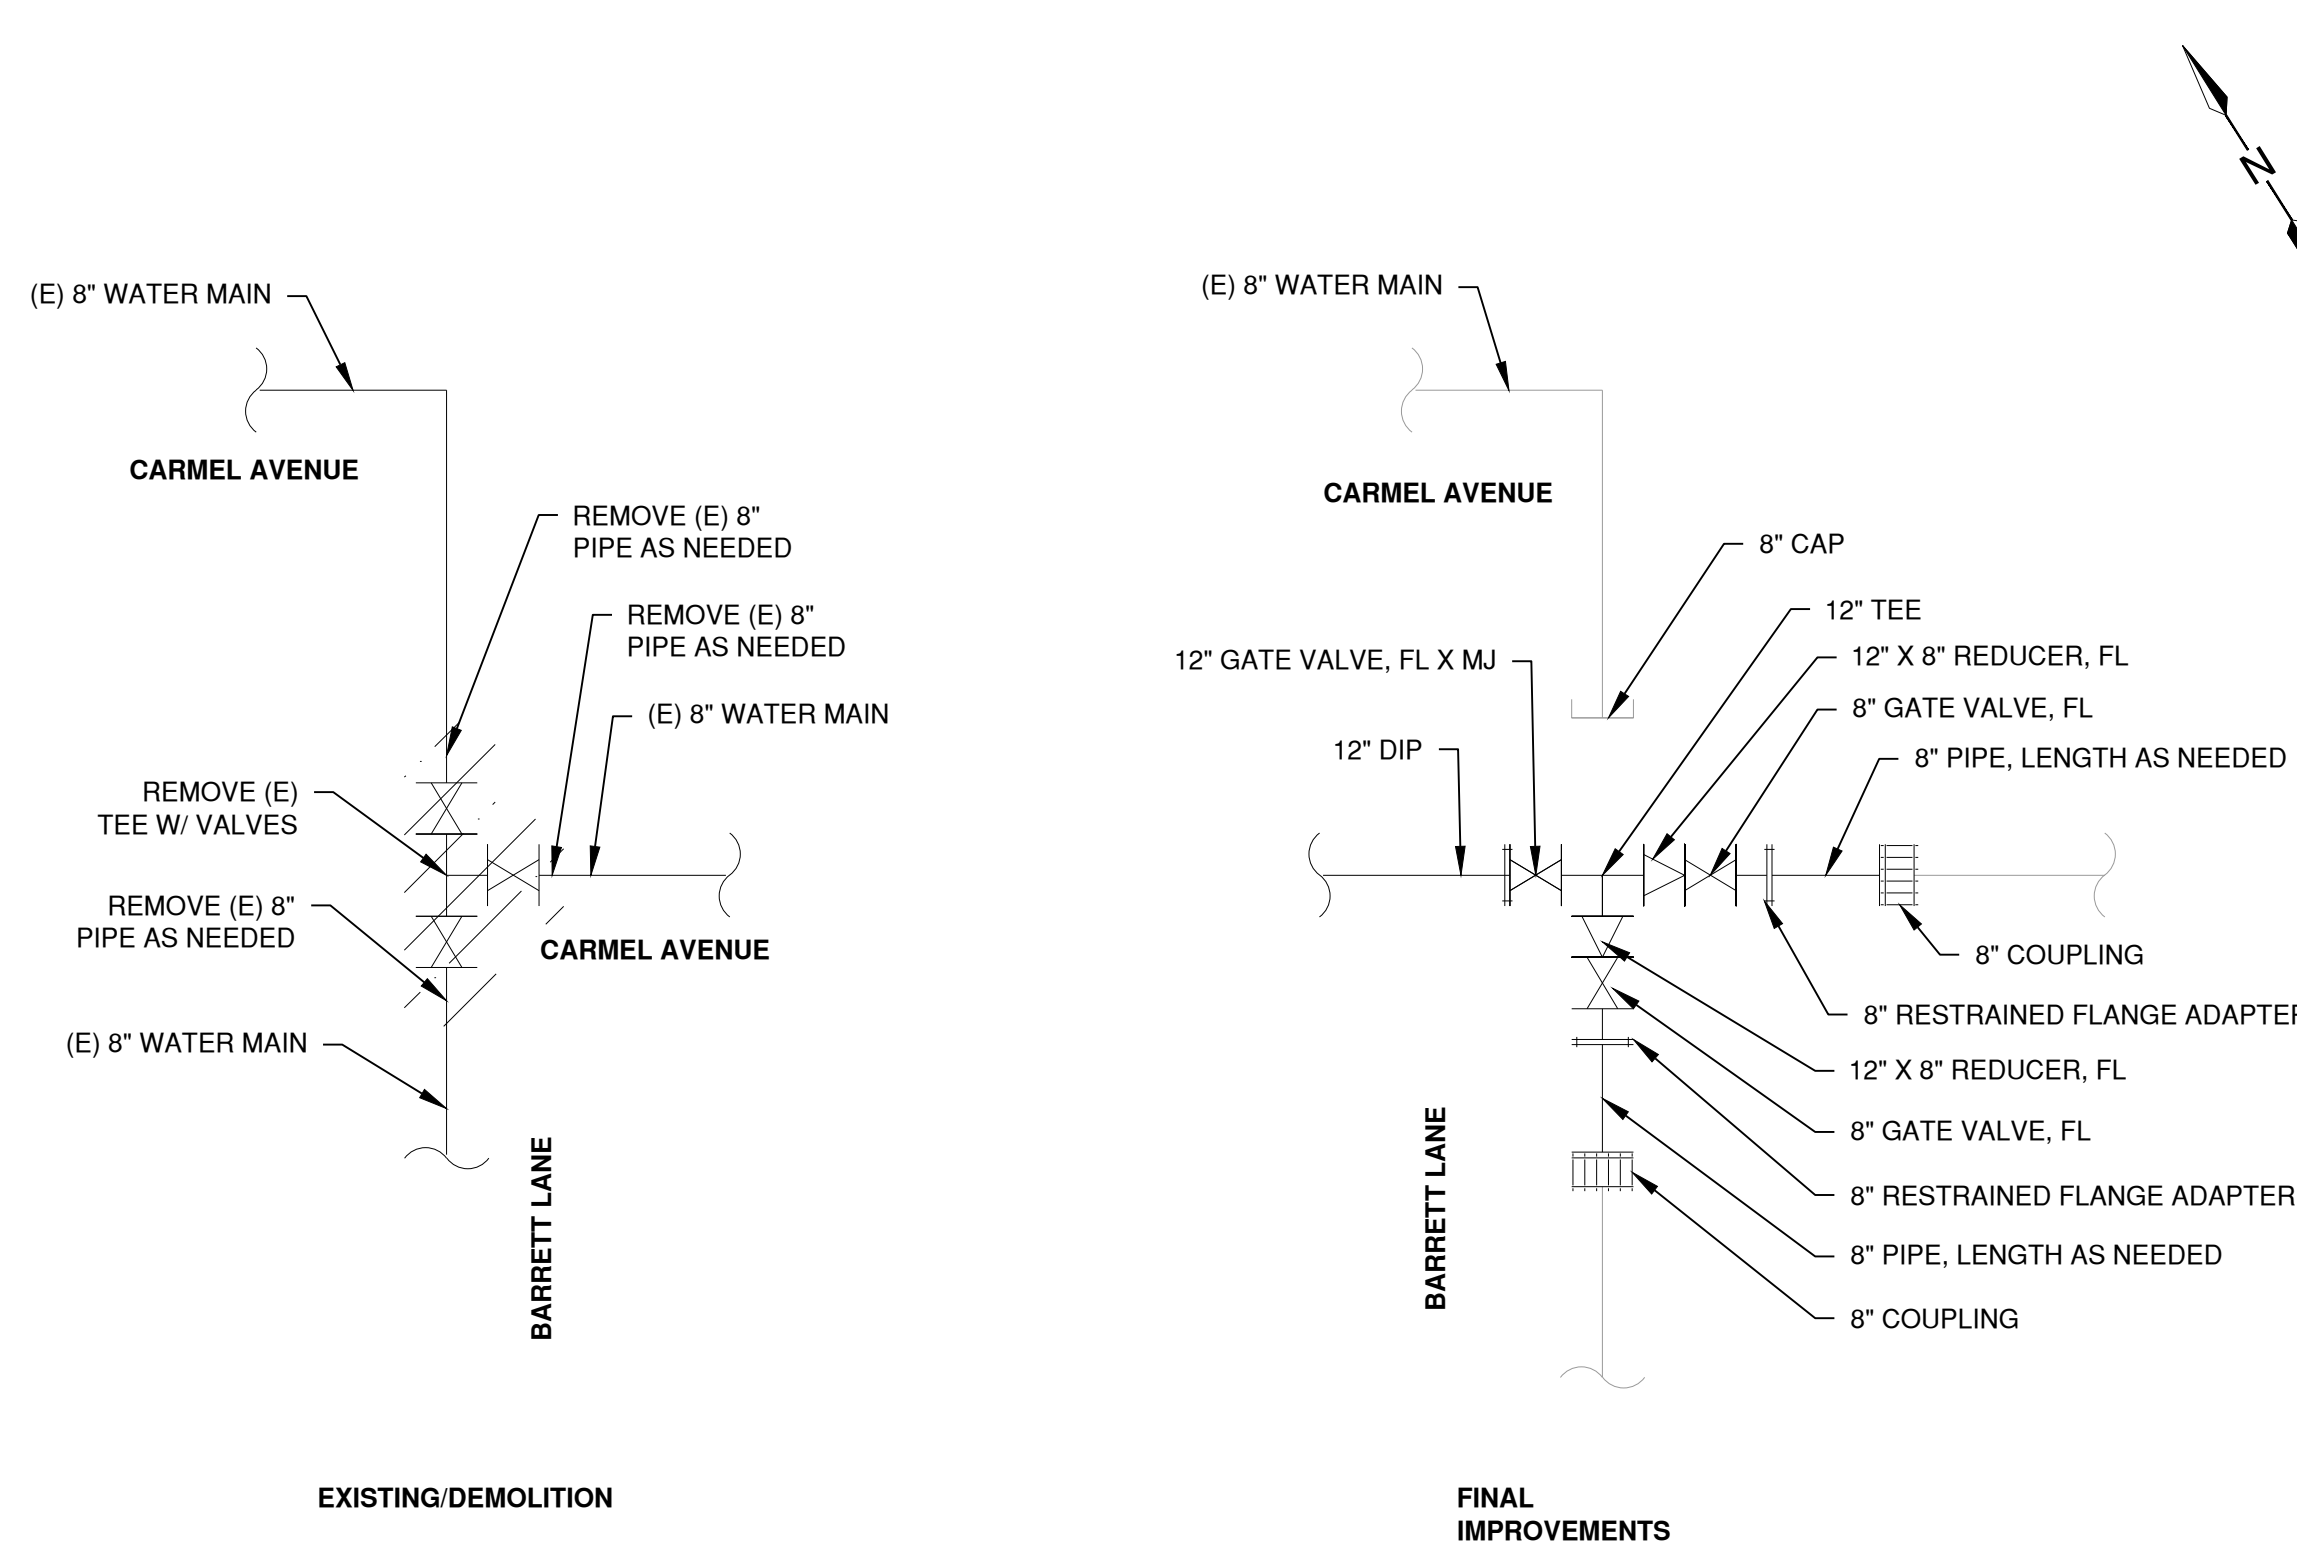 N
(E) 8" WATER MAIN
CARMEL AVENUE
REMOVE (E) 8"
PIPE AS NEEDED
REMOVE (E) 8"
PIPE AS NEEDED
(E) 8" WATER MAIN
REMOVE (E)
TEE W/ VALVES
REMOVE (E) 8"
PIPE AS NEEDED
CARMEL AVENUE
(E) 8" WATER MAIN
BARRETT LANE
EXISTING/DEMOLITION
(E) 8" WATER MAIN
CARMEL AVENUE
8" CAP
12" TEE
12" GATE VALVE, FL X MJ
12" X 8" REDUCER, FL
8" GATE VALVE, FL
12" DIP
8" PIPE, LENGTH AS NEEDED
8" COUPLING
8" RESTRAINED FLANGE ADAPTER
12" X 8" REDUCER, FL
8" GATE VALVE, FL
8" RESTRAINED FLANGE ADAPTER
8" PIPE, LENGTH AS NEEDED
8" COUPLING
BARRETT LANE
FINAL
IMPROVEMENTS